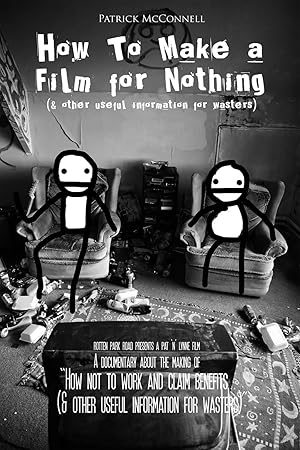 Patrick McConnell
How To Make a
Film for Nothing
(& other useful information for wasters)
ROTTEN PARK ROAD PRESENTS A PAT 'N' LYNNE FILM
A DOCUMENTARY ABOUT THE MAKING OF
"HOW NOT TO WORK AND CLAIM BENEFITS
(& OTHER USEFUL INFORMATION FOR WASTERS)"